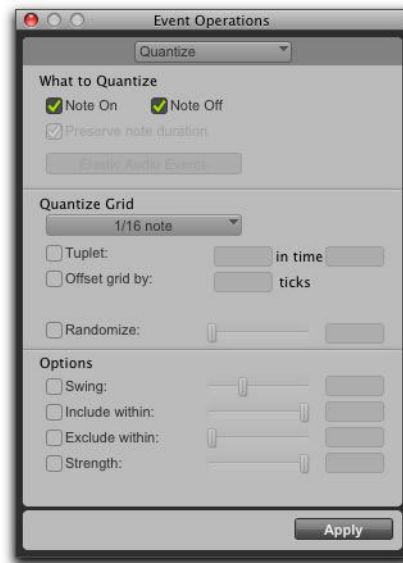 Event Operations
Quantize
What to Quantize
Note On Note Off
Preserve note duration
Elastic Audio Events
Quantize Grid
1/16 note
Tuplet: in time
Offset grid by: ticks
Randomize:
Options
Swing:
Include within:
Exclude within:
Strength:
Apply